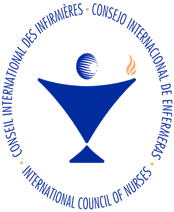 CONSEIL INTERNATIONAL DES INFIRMIÈRES •
CONSEJO INTERNACIONAL DE ENFERMERAS •
INTERNATIONAL COUNCIL OF NURSES •